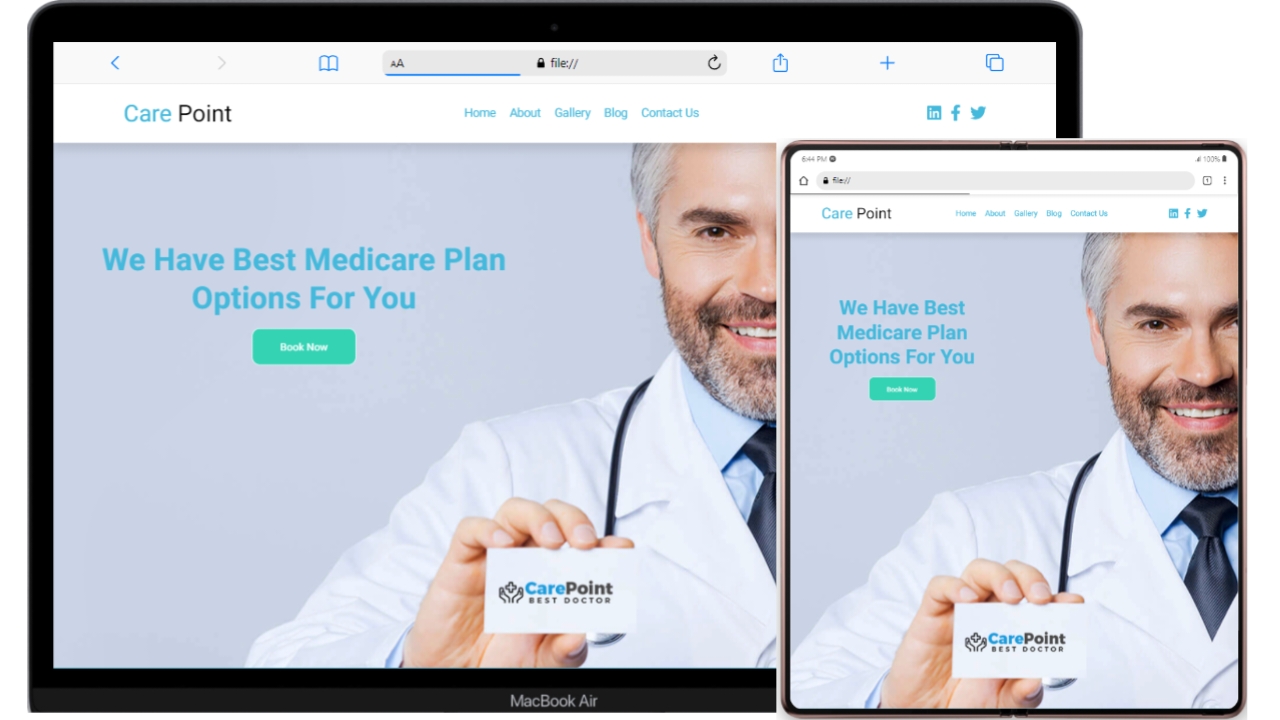 AA
file://
Care Point
Home About Gallery Blog Contact Us
We Have Best Medicare Plan
Options For You
Book Now
CarePoint
BEST DOCTOR
MacBook Air
6:44 PM
100%
file://
1
Care Point
Home About Gallery Blog Contact Us
We Have Best
Medicare Plan
Options For You
Book Now
CarePoint
BEST DOCTOR